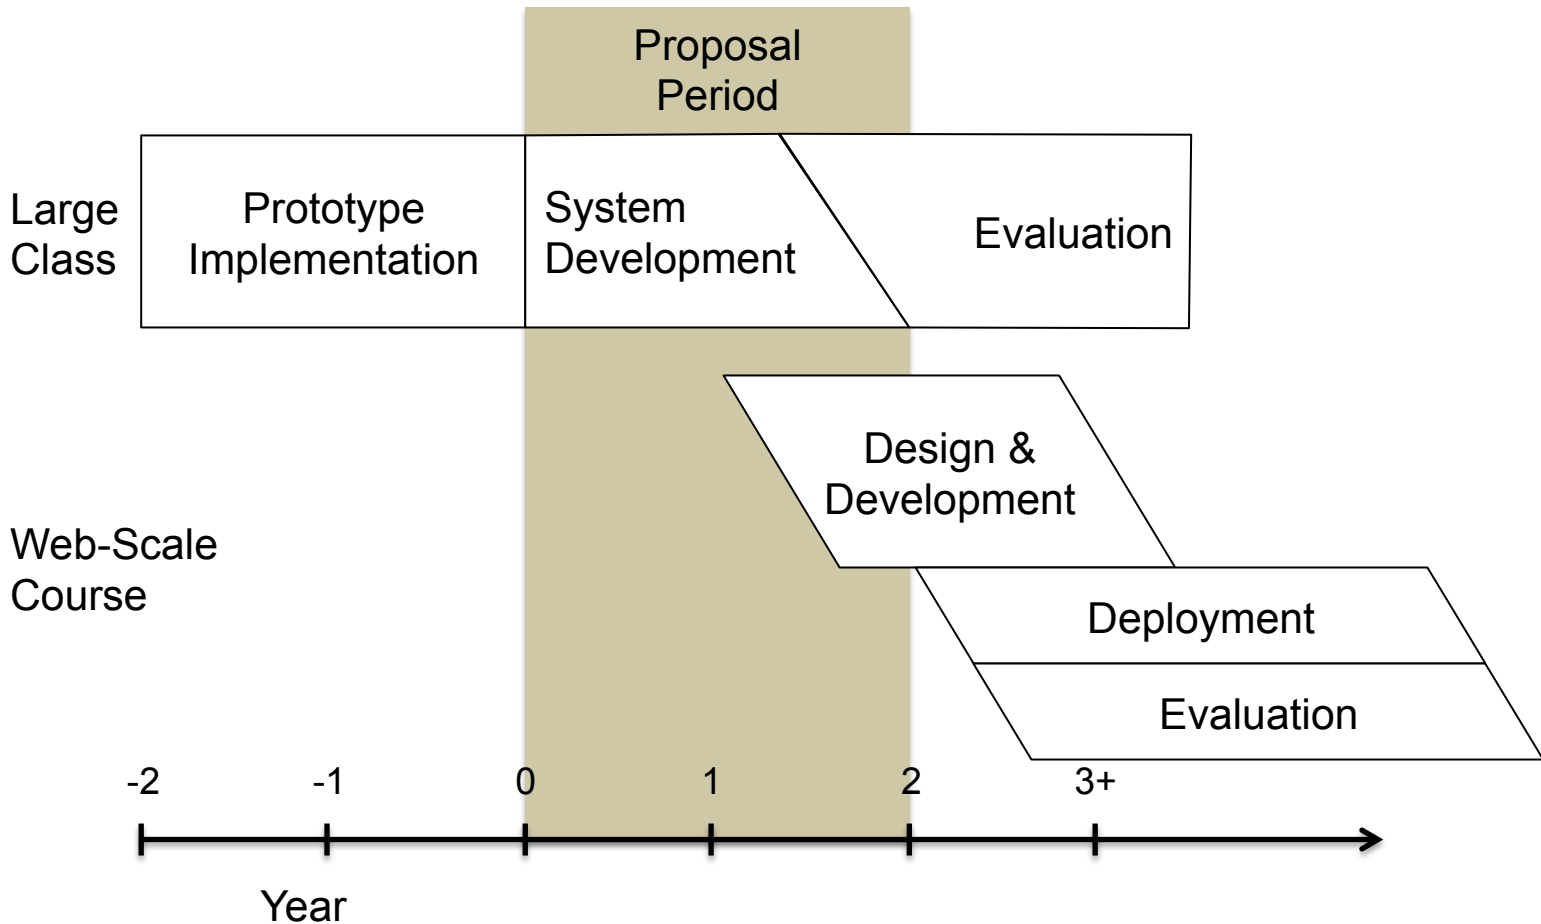 Proposal
Period
Large
Class
Prototype
Implementation
System
Development
Evaluation
Design &
Development
Web-Scale
Course
Deployment
Evaluation
-2 -1 0 1 2 3+
Year